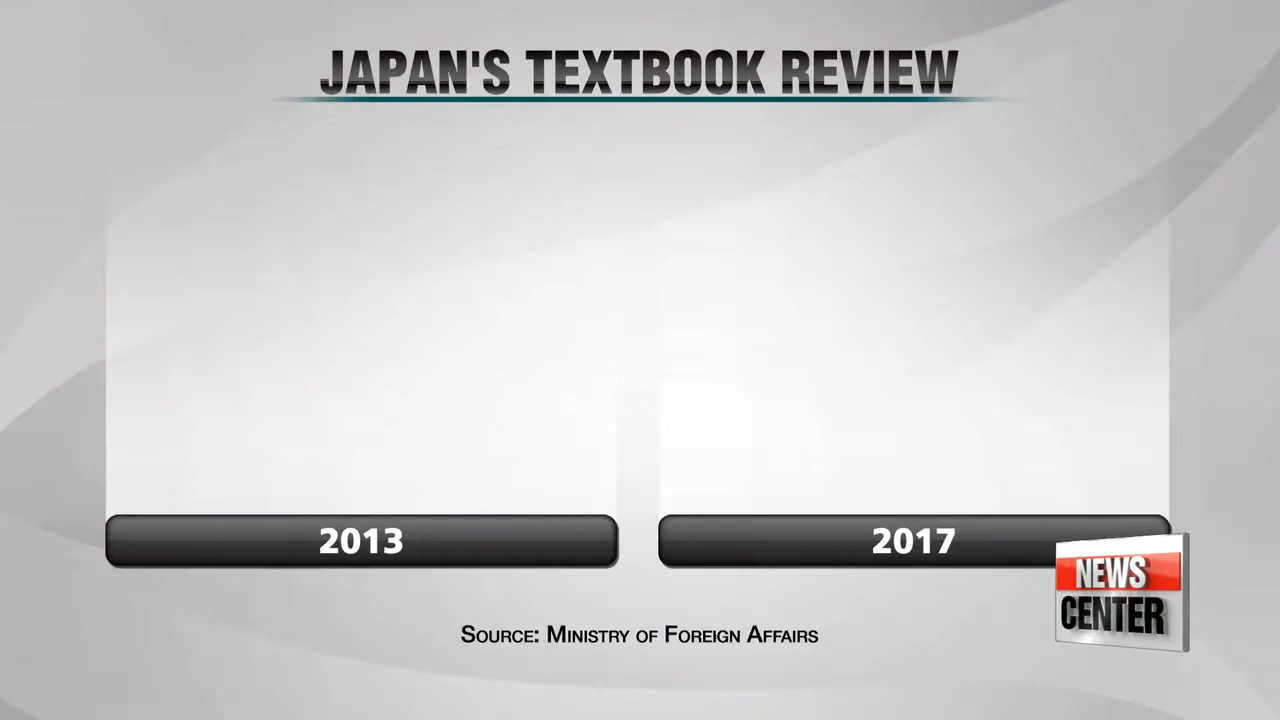 JAPAN'S TEXTBOOK REVIEW
2013
2017
NEWS
CENTER
SOURCE: MINISTRY OF FOREIGN AFFAIRS